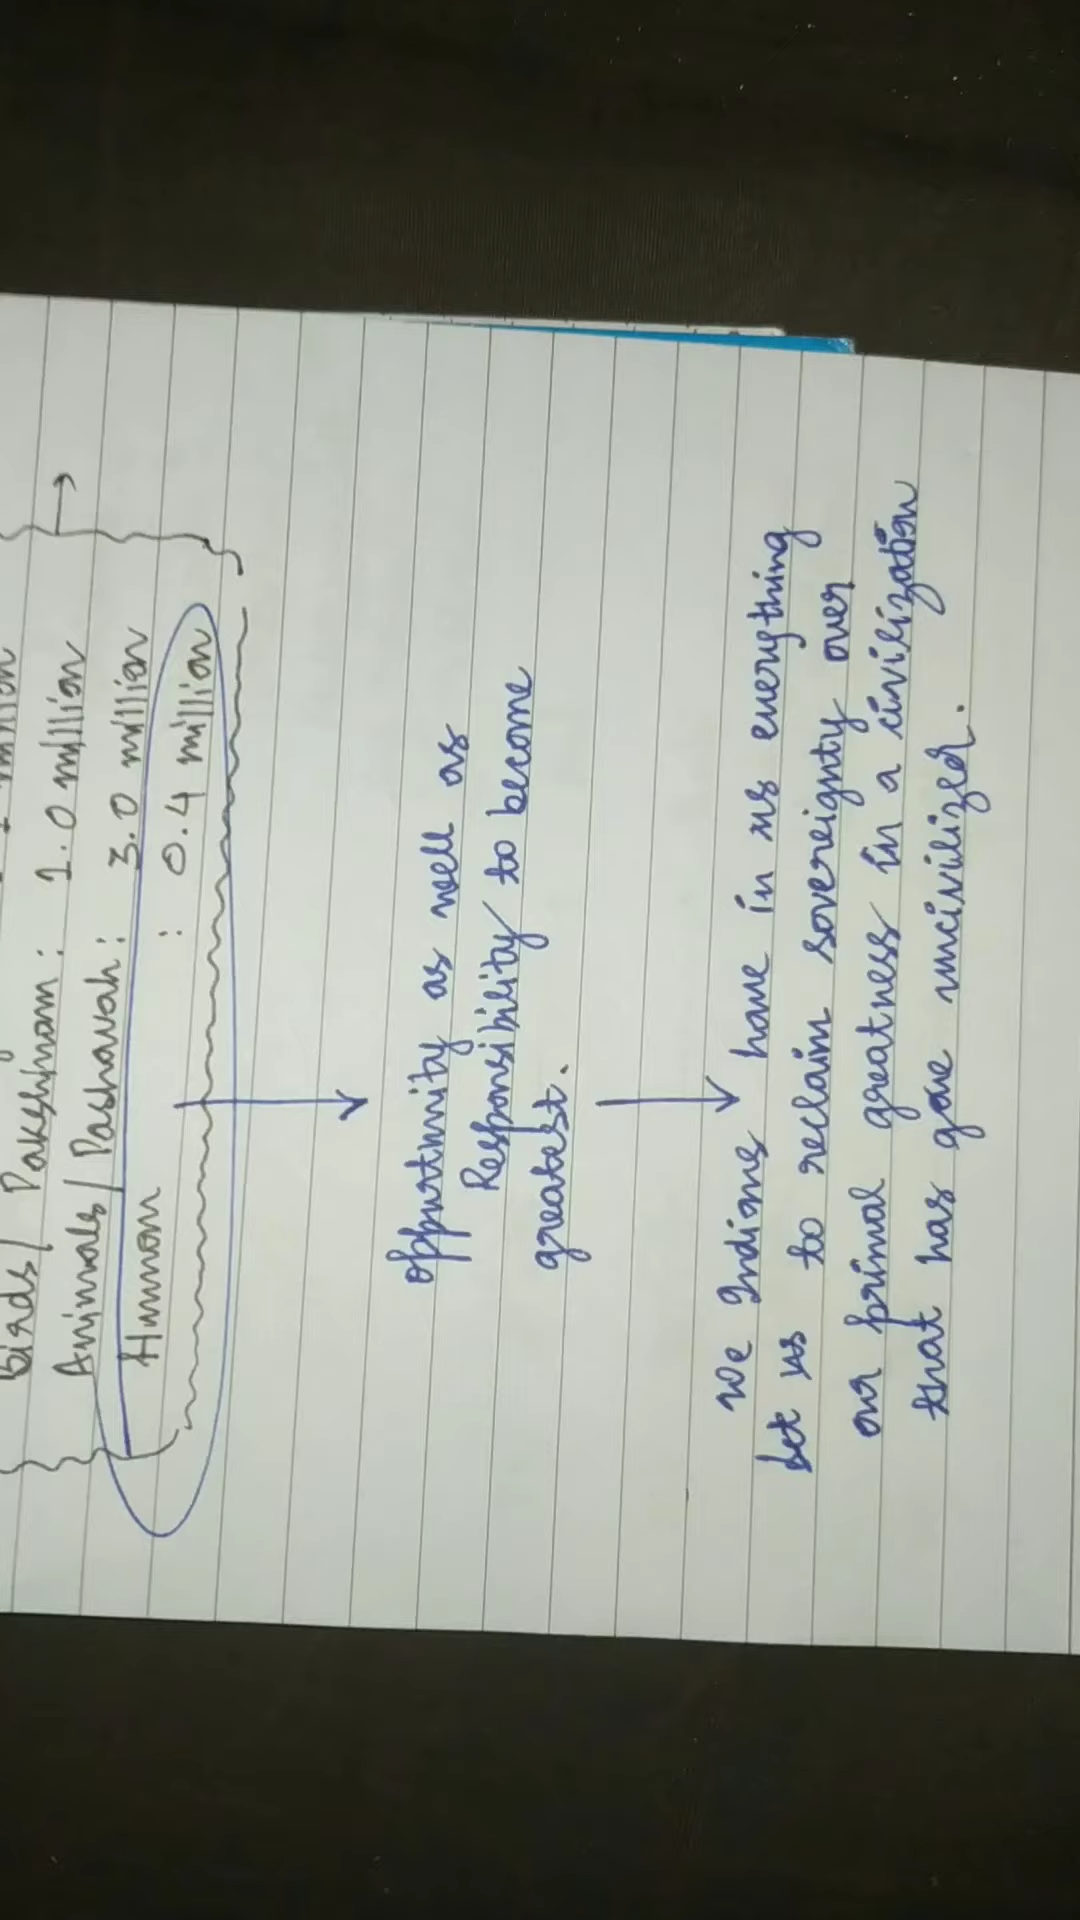 Birds / Pakshinam : 1.0 million
Animals / Pashavah : 3.0 million
Human : 0.4 million
oppurtunity as well as
Responsibility to become
greatest.
We Indians have in us everything
let us to reclaim sovereignty over
our primal greatness in a civilization
that has gone uncivilized.